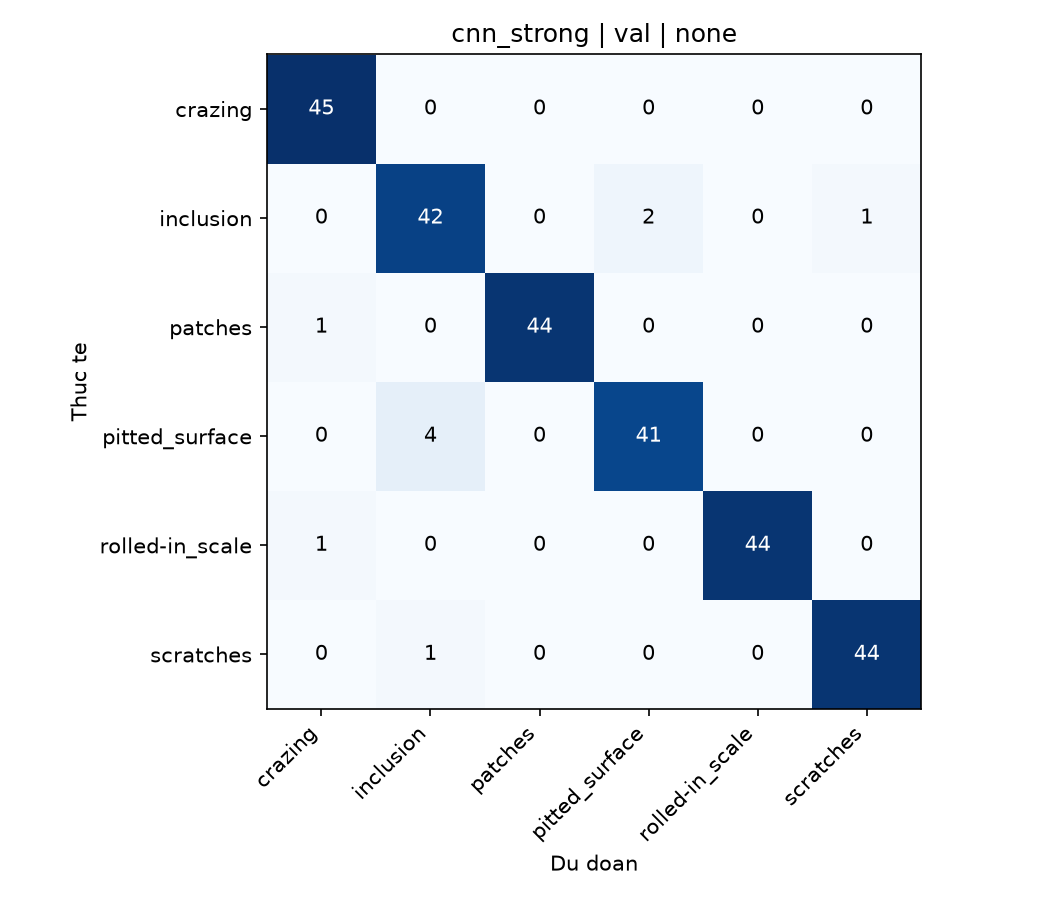 cnn_strong | val | none
crazing 45 0 0 0 0 0
inclusion 0 42 0 2 0 1
patches 1 0 44 0 0 0
pitted_surface 0 4 0 41 0 0
rolled-in_scale 1 0 0 0 44 0
scratches 0 1 0 0 0 44
Thuc te
crazing inclusion patches pitted_surface rolled-in_scale scratches
Du doan